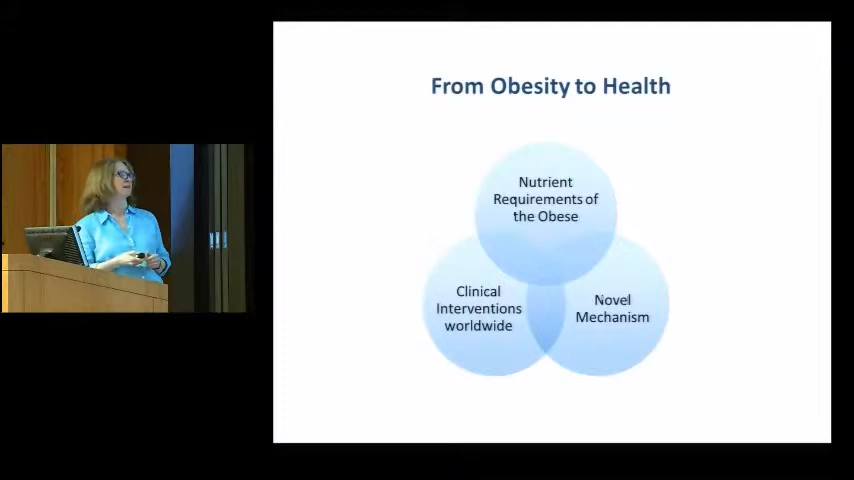 From Obesity to Health
Nutrient
Requirements of
the Obese
Clinical
Interventions
worldwide
Novel
Mechanism